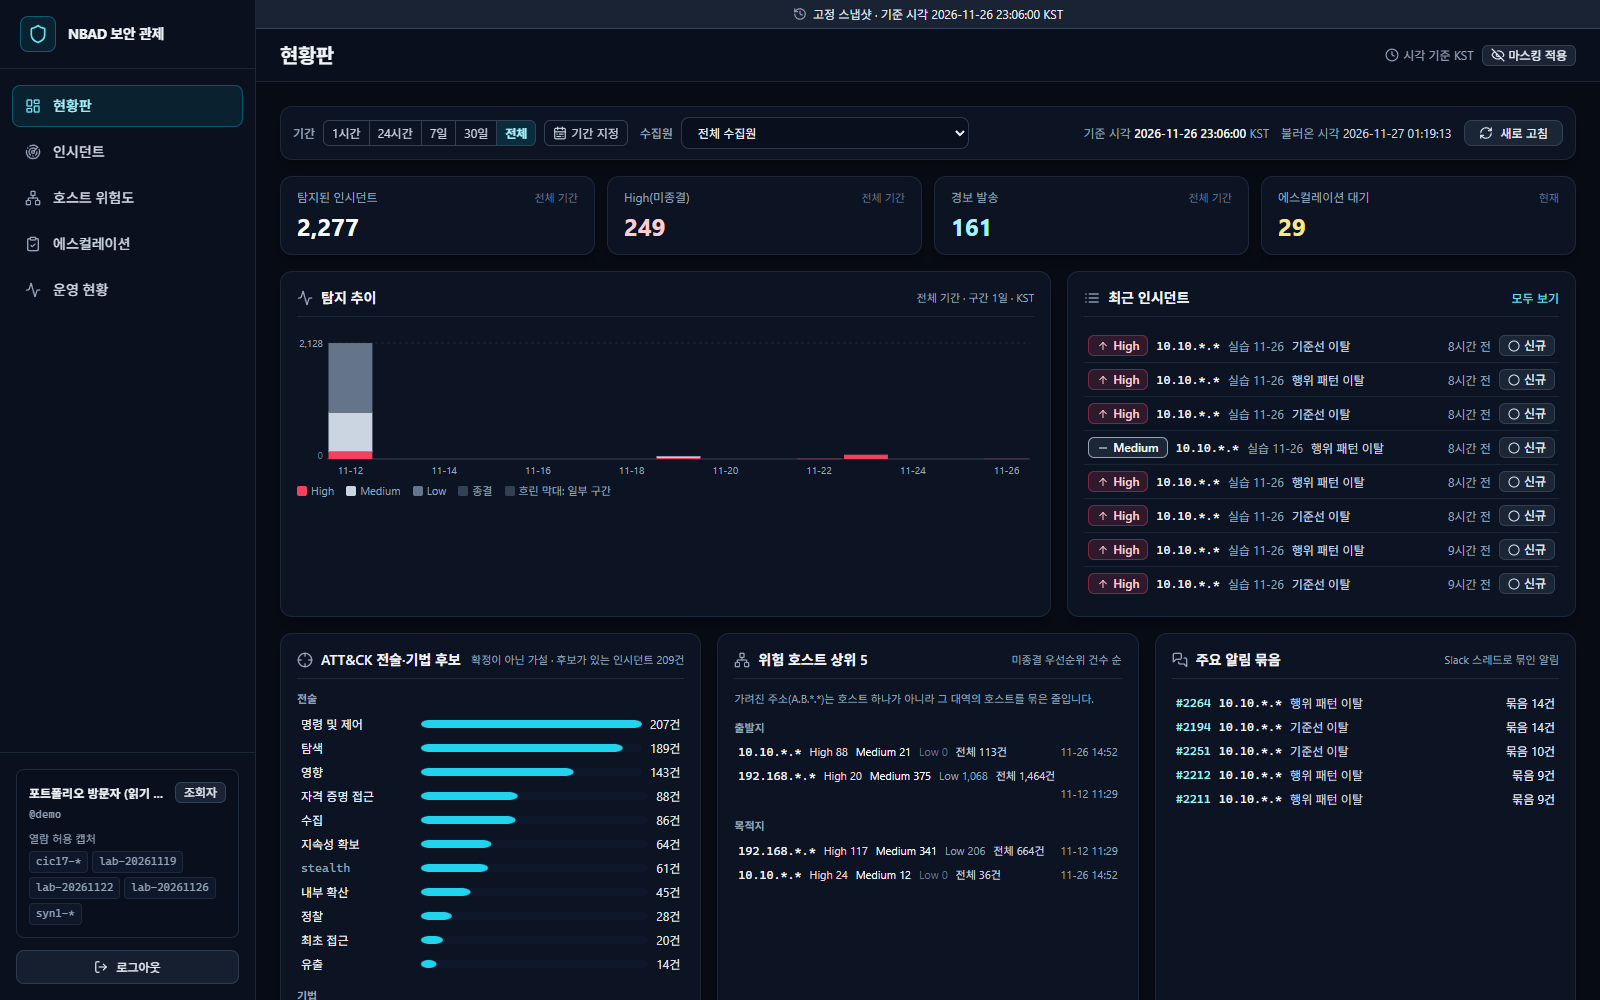 NBAD 보안 관제
현황판
인시던트
호스트 위험도
에스컬레이션
운영 현황
포트폴리오 방문자 (읽기 ... 조회자
@demo
열람 허용 캡처
cic17-* lab-20261119
lab-20261122 lab-20261126
syn1-*
로그아웃
고정 스냅샷 · 기준 시각 2026-11-26 23:06:00 KST
현황판
시각 기준 KST 마스킹 적용
기간 1시간 24시간 7일 30일 전체 기간 지정 수집원 전체 수집원
기준 시각 2026-11-26 23:06:00 KST 불러온 시각 2026-11-27 01:19:13 새로 고침
탐지된 인시던트 전체 기간
2,277
High(미종결) 전체 기간
249
경보 발송 전체 기간
161
에스컬레이션 대기 현재
29
탐지 추이 전체 기간 · 구간 1일 · KST
2,128
0
11-12 11-14 11-16 11-18 11-20 11-22 11-24 11-26
High Medium Low 종결 흐린 막대: 일부 구간
최근 인시던트 모두 보기
↑ High 10.10.*.* 실습 11-26 기준선 이탈 8시간 전 신규
↑ High 10.10.*.* 실습 11-26 행위 패턴 이탈 8시간 전 신규
↑ High 10.10.*.* 실습 11-26 기준선 이탈 8시간 전 신규
− Medium 10.10.*.* 실습 11-26 행위 패턴 이탈 8시간 전 신규
↑ High 10.10.*.* 실습 11-26 행위 패턴 이탈 8시간 전 신규
↑ High 10.10.*.* 실습 11-26 기준선 이탈 8시간 전 신규
↑ High 10.10.*.* 실습 11-26 행위 패턴 이탈 9시간 전 신규
↑ High 10.10.*.* 실습 11-26 기준선 이탈 9시간 전 신규
ATT&CK 전술·기법 후보 확정이 아닌 가설 · 후보가 있는 인시던트 209건
전술
명령 및 제어 207건
탐색 189건
영향 143건
자격 증명 접근 88건
수집 86건
지속성 확보 64건
stealth 61건
내부 확산 45건
정찰 28건
최초 접근 20건
유출 14건
기법
위험 호스트 상위 5 미종결 우선순위 건수 순
가려진 주소(A.B.*.*)는 호스트 하나가 아니라 그 대역의 호스트를 묶은 줄입니다.
출발지
10.10.*.* High 88 Medium 21 Low 0 전체 113건 11-26 14:52
192.168.*.* High 20 Medium 375 Low 1,068 전체 1,464건
11-12 11:29
목적지
192.168.*.* High 117 Medium 341 Low 206 전체 664건 11-12 11:29
10.10.*.* High 24 Medium 12 Low 0 전체 36건 11-26 14:52
주요 알림 묶음 Slack 스레드로 묶인 알림
#2264 10.10.*.* 행위 패턴 이탈 묶음 14건
#2194 10.10.*.* 기준선 이탈 묶음 14건
#2251 10.10.*.* 기준선 이탈 묶음 10건
#2212 10.10.*.* 행위 패턴 이탈 묶음 9건
#2211 10.10.*.* 행위 패턴 이탈 묶음 9건